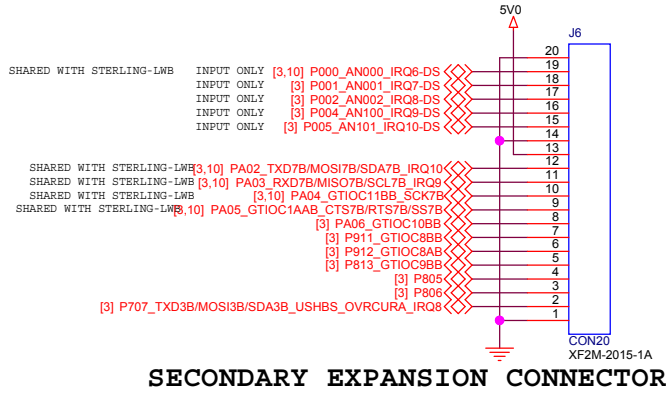 5V0
J6
20
SHARED WITH STERLING-LWB INPUT ONLY [3,10] P000_AN000_IRQ6-DS 19
INPUT ONLY [3] P001_AN001_IRQ7-DS 18
INPUT ONLY [3] P002_AN002_IRQ8-DS 17
INPUT ONLY [3] P004_AN100_IRQ9-DS 16
INPUT ONLY [3] P005_AN101_IRQ10-DS 15
14
13
SHARED WITH STERLING-LWB [3,10] PA02_TXD7B/MOSI7B/SDA7B_IRQ10 12
SHARED WITH STERLING-LWB [3,10] PA03_RXD7B/MISO7B/SCL7B_IRQ9 11
SHARED WITH STERLING-LWB [3,10] PA04_GTIOC11BB_SCK7B 10
SHARED WITH STERLING-LWB [3,10] PA05_GTIOC1AAB_CTS7B/RTS7B/SS7B 9
[3] PA06_GTIOC10BB 8
[3] P911_GTIOC8BB 7
[3] P912_GTIOC8AB 6
[3] P813_GTIOC9BB 5
[3] P805 4
[3] P806 3
[3] P707_TXD3B/MOSI3B/SDA3B_USHBS_OVRCURA_IRQ8 2
1
CON20
XF2M-2015-1A
SECONDARY EXPANSION CONNECTOR